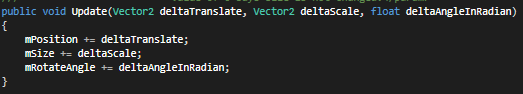 public void Update(Vector2 deltaTranslate, Vector2 deltaScale, float deltaAngleInRadian)
{
mPosition += deltaTranslate;
mSize += deltaScale;
mRotateAngle += deltaAngleInRadian;
}